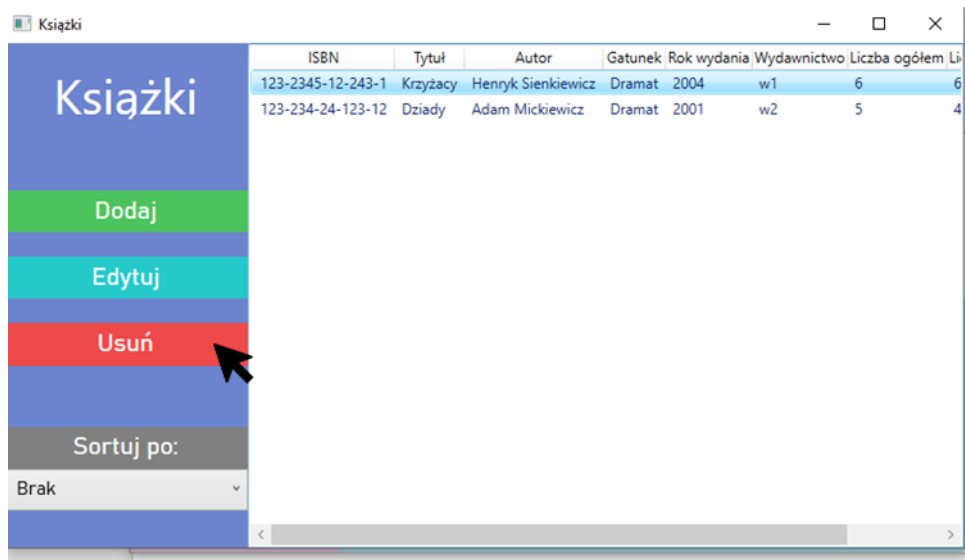 Książki
Książki
Dodaj
Edytuj
Usuń
Sortuj po:
Brak
ISBN Tytuł Autor Gatunek Rok wydania Wydawnictwo Liczba ogółem
123-2345-12-243-1 Krzyżacy Henryk Sienkiewicz Dramat 2004 w1 6 6
123-234-24-123-12 Dziady Adam Mickiewicz Dramat 2001 w2 5 4